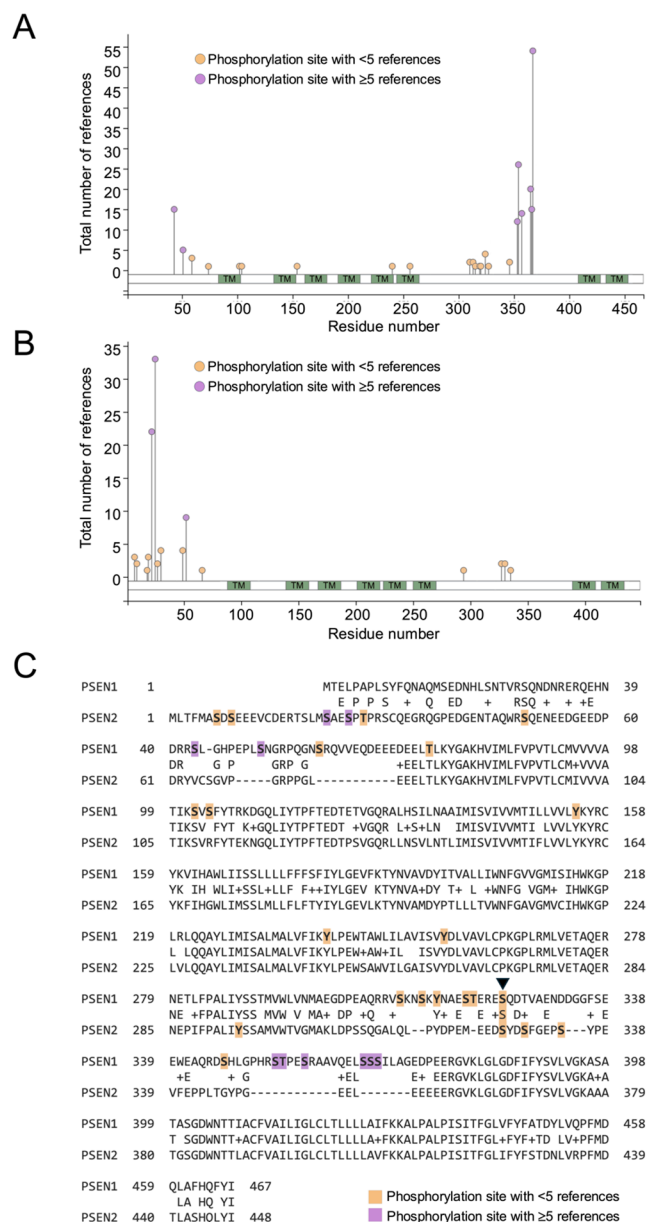 A
Total number of references
55
50
45
40
35
30
25
20
15
10
5
0
Phosphorylation site with <5 references
Phosphorylation site with ≥5 references
TM TM TM TM TM TM TM TM
50 100 150 200 250 300 350 400 450
Residue number
B
Total number of references
35
30
25
20
15
10
5
0
Phosphorylation site with <5 references
Phosphorylation site with ≥5 references
TM TM TM TM TM TM TM TM
50 100 150 200 250 300 350 400
Residue number
C
PSEN1 1 MTELPAPLSYFQNAQMSEDNHLSNTVRSQNDNRERQEHN 39
E P P S + Q ED + RSQ + + +E
PSEN2 1 MLTFMASDSEEEVCDERTSLMSAESPTPRSCQEGRQGPEDGENTAQWRSQENEEDGEEDP 60
PSEN1 40 DRRSL-GHPEPLSNGRPQGNSRQVVEQDEEEDEELTLKYGAKHVIMLFVPVTLCMVVVVA 98
DR G P GRP G +EELTLKYGAKHVIMLFVPVTLCM+VVVA
PSEN2 61 DRYVCSGVP-----GRPPGL-----------EEELTLKYGAKHVIMLFVPVTLCMIVVVA 104
PSEN1 99 TIKSVSFYTRKDGQLIYTPFTEDTETVGQRALHSILNAAIMISVIVVMTILLVVLYKYRC 158
TIKSV FYT K+GQLIYTPFTEDT +VGQR L+S+LN IMISVIVVMTI LVVLYKYRC
PSEN2 105 TIKSVRFYTEKNGQLIYTPFTEDTPSVGQRLLNSVLNTLIMISVIVVMTIFLVVLYKYRC 164
PSEN1 159 YKVIHAWLIISSLLLLFFFSFIYLGEVFKTYNVAVDYITVALLIWNFGVVGMISIHWKGP 218
YK IH WLI+SSL+LLF F++IYLGEV KTYNVA+DY T+ L +WNFG VGM+ IHWKGP
PSEN2 165 YKFIHGWLIMSSLMLLFLFTYIYLGEVLKTYNVAMDYPTLLLTVWNFGAVGMVCIHWKGP 224
PSEN1 219 LRLQQAYLIMISALMALVFIKYLPEWTAWLILAVISVYDLVAVLCPKGPLRMLVETAQER 278
L LQQAYLIMISALMALVFIKYLPEW+AW+IL ISVYDLVAVLCPKGPLRMLVETAQER
PSEN2 225 LVLQQAYLIMISALMALVFIKYLPEWSAWVILGAISVYDLVAVLCPKGPLRMLVETAQER 284
PSEN1 279 NETLFPALIYSSTMVWLVNMAEGDPEAQRRVSKNSKYNAESTERESQDTVAENDDGGFSE 338
NE FPALIYSS MVW V MA+ DP +Q + Y+ E E +S D+ E + E
PSEN2 285 NEPIFPALIYSSAMVWTVGMAKLDPSSQGALQL--PYDPEM-EEDSYDSFGEPS---YPE 338
PSEN1 339 EWEAQRDSHLGPHRSTPESRAAVQELSSSILAGEDPEERGVKLGLGDFIFYSVLVGKASA 398
+E + G +EL E+ EERGVKLGLGDFIFYSVLVGKA+A
PSEN2 339 VFEPPLTGYPG------------EEL-------EEEEERGVKLGLGDFIFYSVLVGKAAA 379
PSEN1 399 TASGDWNTTIACFVAILIGLCLTLLLLAIFKKALPALPISITFGLVFYFATDYLVQPFMD 458
T SGDWNTT+ACFVAILIGLCLTLLLLA+FKKALPALPISITFGL+FYF+TD LV+PFMD
PSEN2 380 TGSGDWNTTLACFVAILIGLCLTLLLLAVFKKALPALPISITFGLIFYFSTDNLVRPFMD 439
PSEN1 459 QLAFHQFYI 467
LA HQ YI
PSEN2 440 TLASHQLYI 448
Phosphorylation site with <5 references
Phosphorylation site with ≥5 references